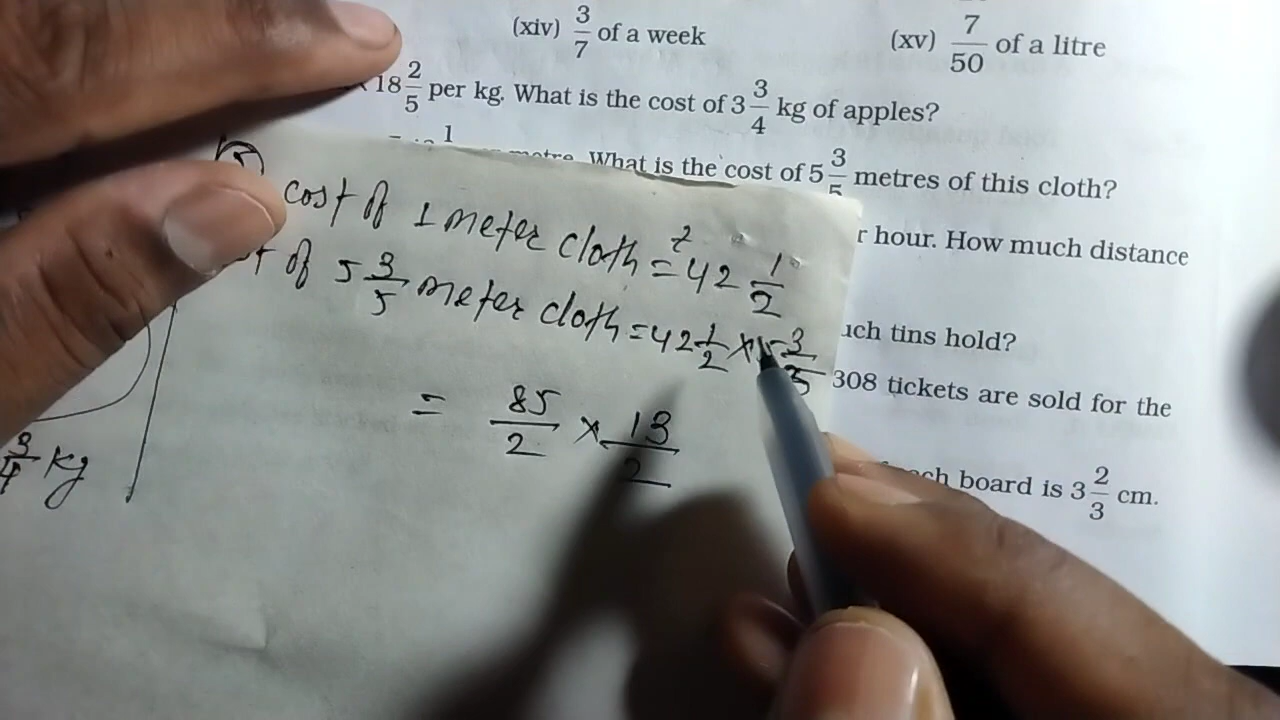 (xiv) 3/7 of a week (xv) 7/50 of a litre
18 2/5 per kg. What is the cost of 3 3/4 kg of apples?
1 metre. What is the cost of 5 3/5 metres of this cloth?
r hour. How much distance
uch tins hold?
308 tickets are sold for the
ch board is 3 2/3 cm.
cost of 1 meter cloth = ₹ 42 1/2
of 5 3/5 meter cloth = 42 1/2 × 5 3/5
= 85/2 × 13/2
3/4 kg